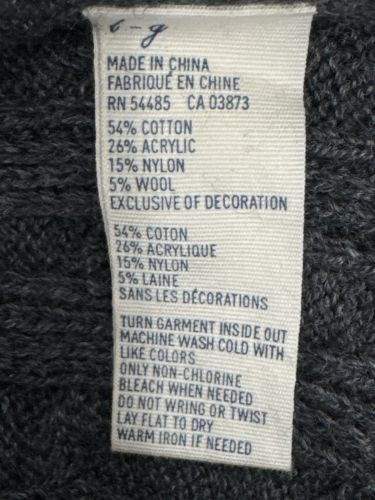 MADE IN CHINA
FABRIQUÉ EN CHINE
RN 54485 CA 03873
54% COTTON
26% ACRYLIC
15% NYLON
5% WOOL
EXCLUSIVE OF DECORATION
54% COTON
26% ACRYLIQUE
15% NYLON
5% LAINE
SANS LES DÉCORATIONS
TURN GARMENT INSIDE OUT
MACHINE WASH COLD WITH
LIKE COLORS
ONLY NON-CHLORINE
BLEACH WHEN NEEDED
DO NOT WRING OR TWIST
LAY FLAT TO DRY
WARM IRON IF NEEDED